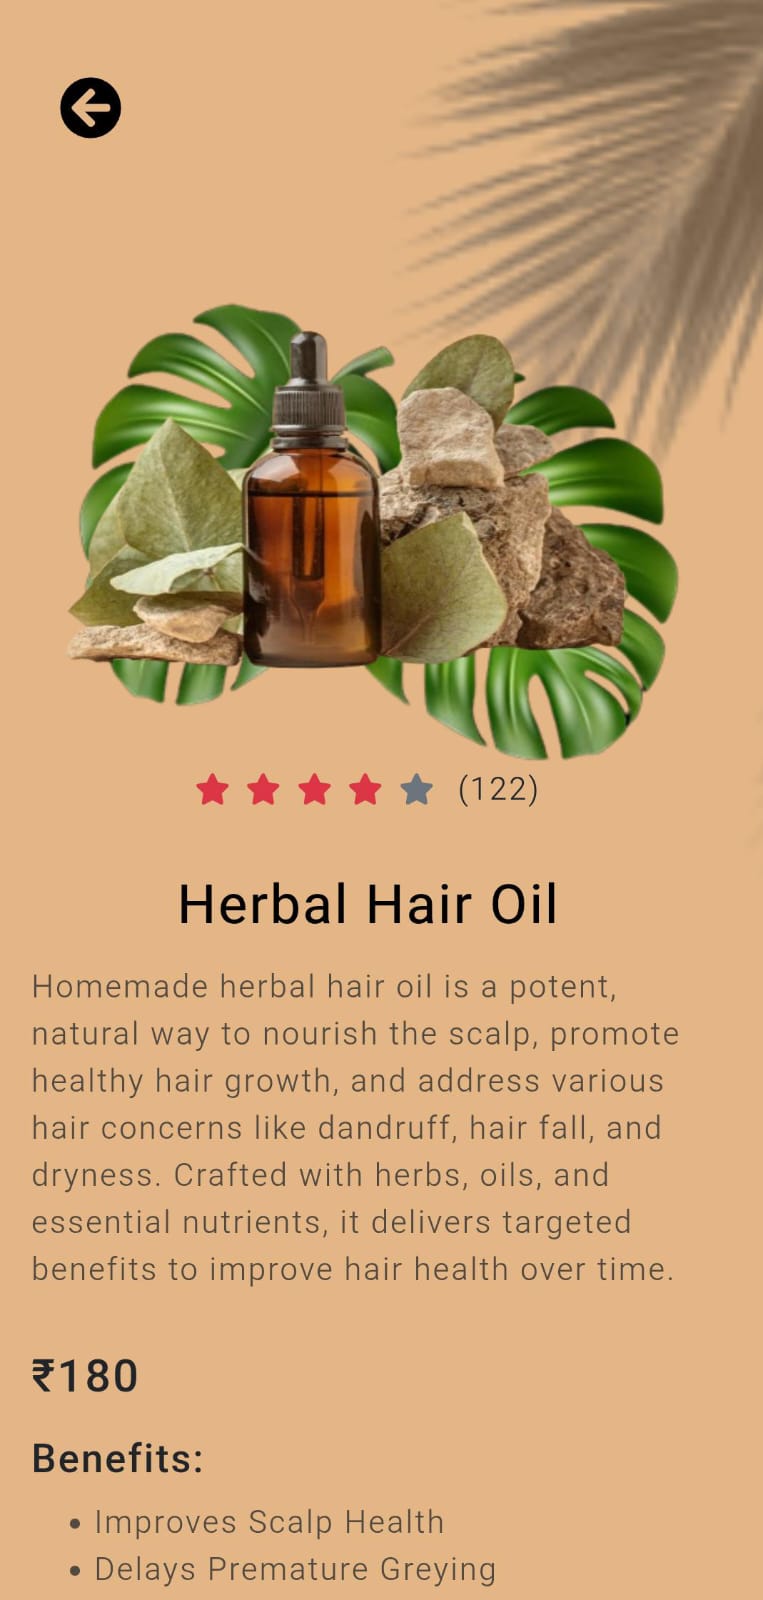 (122)
Herbal Hair Oil
Homemade herbal hair oil is a potent,
natural way to nourish the scalp, promote
healthy hair growth, and address various
hair concerns like dandruff, hair fall, and
dryness. Crafted with herbs, oils, and
essential nutrients, it delivers targeted
benefits to improve hair health over time.
₹180
Benefits:
• Improves Scalp Health
• Delays Premature Greying